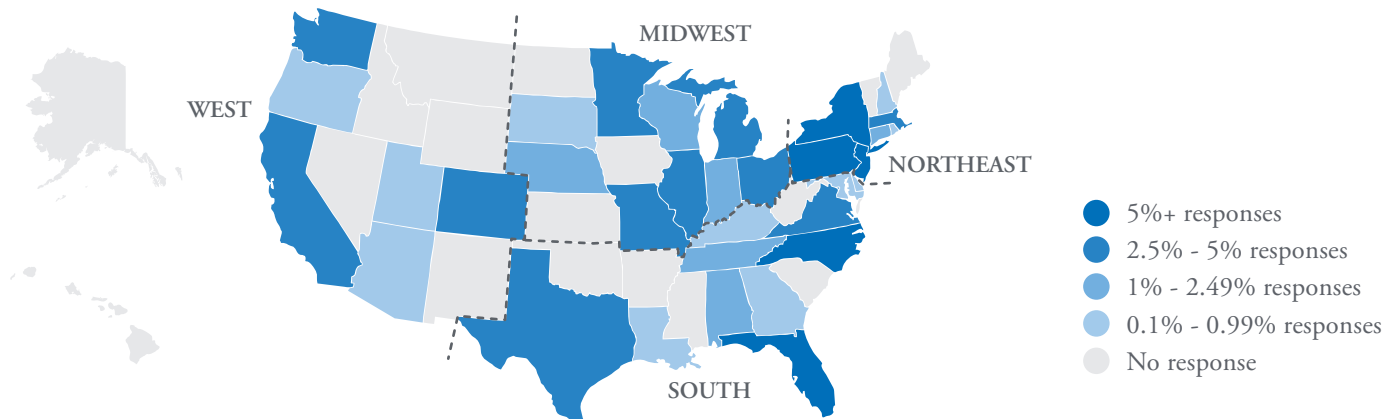 MIDWEST
WEST
NORTHEAST
SOUTH
5%+ responses
2.5% - 5% responses
1% - 2.49% responses
0.1% - 0.99% responses
No response